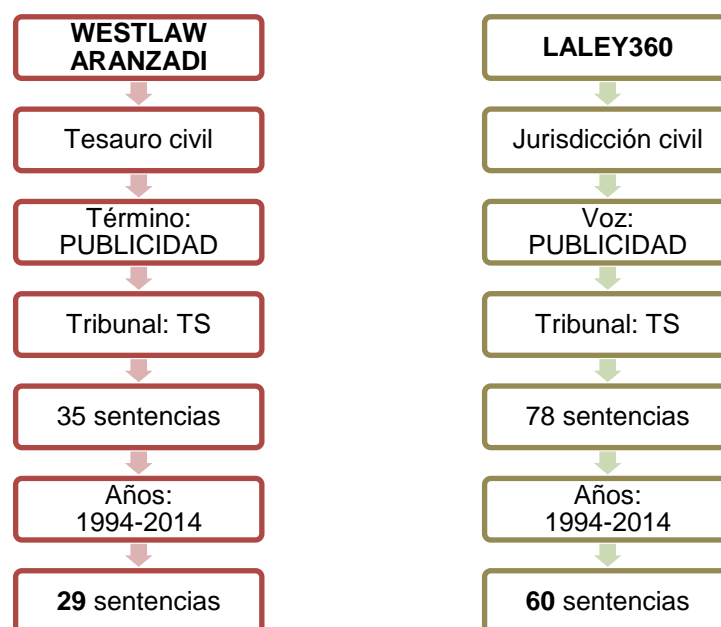 WESTLAW
ARANZADI
Tesauro civil
Término:
PUBLICIDAD
Tribunal: TS
35 sentencias
Años:
1994-2014
29 sentencias
LALEY360
Jurisdicción civil
Voz:
PUBLICIDAD
Tribunal: TS
78 sentencias
Años:
1994-2014
60 sentencias